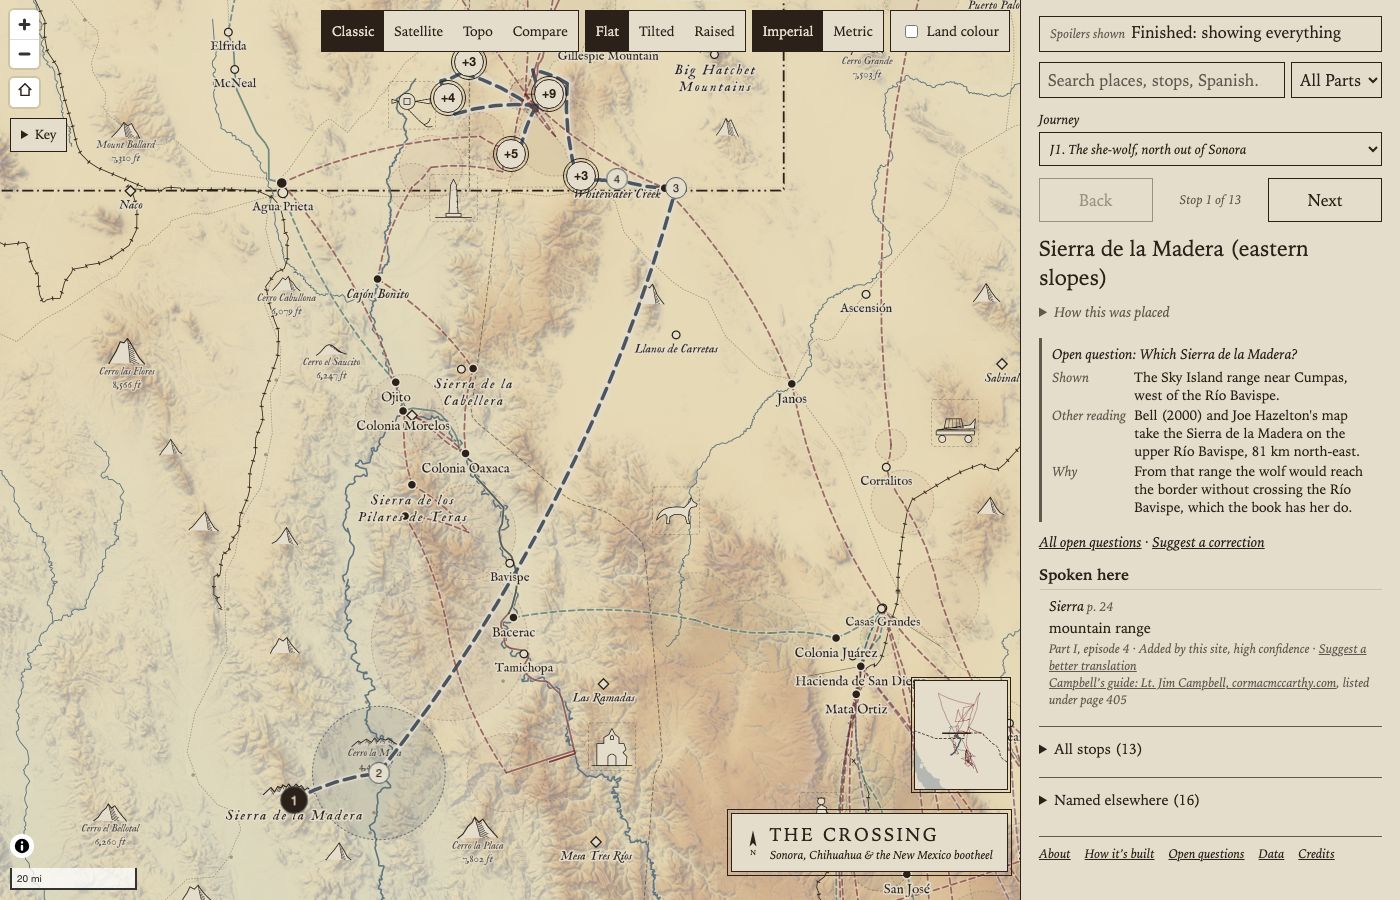 Classic Satellite Topo Compare
Flat Tilted Raised
Imperial Metric
Land colour
Key
Elfrida
McNeal
Mount Ballard
7,310 ft
Naco
Agua Prieta
Gillespie Mountain
Big Hatchet
Mountains
Puerto Palo
Cerro Grande
7,503 ft
+3
+4
+9
+5
+3
4
3
Whitewater Creek
Cerro Cabullona
6,079 ft
Cajón Bonito
Ascensión
Llanos de Carretas
Cerro las Flores
8,566 ft
Cerro el Saucito
6,247 ft
Sierra de la
Cabellera
Sabinal
Ojito
Janos
Colonia Morelos
Colonia Oaxaca
Corralitos
Sierra de los
Pilares de Teras
Bavispe
Bacerac
Casas Grandes
Colonia Juárez
Tamichopa
Hacienda de San Die
Las Ramadas
Mata Ortiz
2
1
Sierra de la Madera
Cerro el Bellotal
6,260 ft
Cerro la Placa
7,802 ft
Mesa Tres Ríos
San José
20 mi
N
THE CROSSING
Sonora, Chihuahua & the New Mexico bootheel
Spoilers shown Finished: showing everything
Search places, stops, Spanish.
All Parts
Journey
J1. The she-wolf, north out of Sonora
Back
Stop 1 of 13
Next
Sierra de la Madera (eastern
slopes)
How this was placed
Open question: Which Sierra de la Madera?
Shown The Sky Island range near Cumpas,
west of the Río Bavispe.
Other reading Bell (2000) and Joe Hazelton's map
take the Sierra de la Madera on the
upper Río Bavispe, 81 km north-east.
Why From that range the wolf would reach
the border without crossing the Río
Bavispe, which the book has her do.
All open questions · Suggest a correction
Spoken here
Sierra p. 24
mountain range
Part I, episode 4 · Added by this site, high confidence · Suggest a
better translation
Campbell's guide: Lt. Jim Campbell, cormacmccarthy.com, listed
under page 405
All stops (13)
Named elsewhere (16)
About How it's built Open questions Data Credits